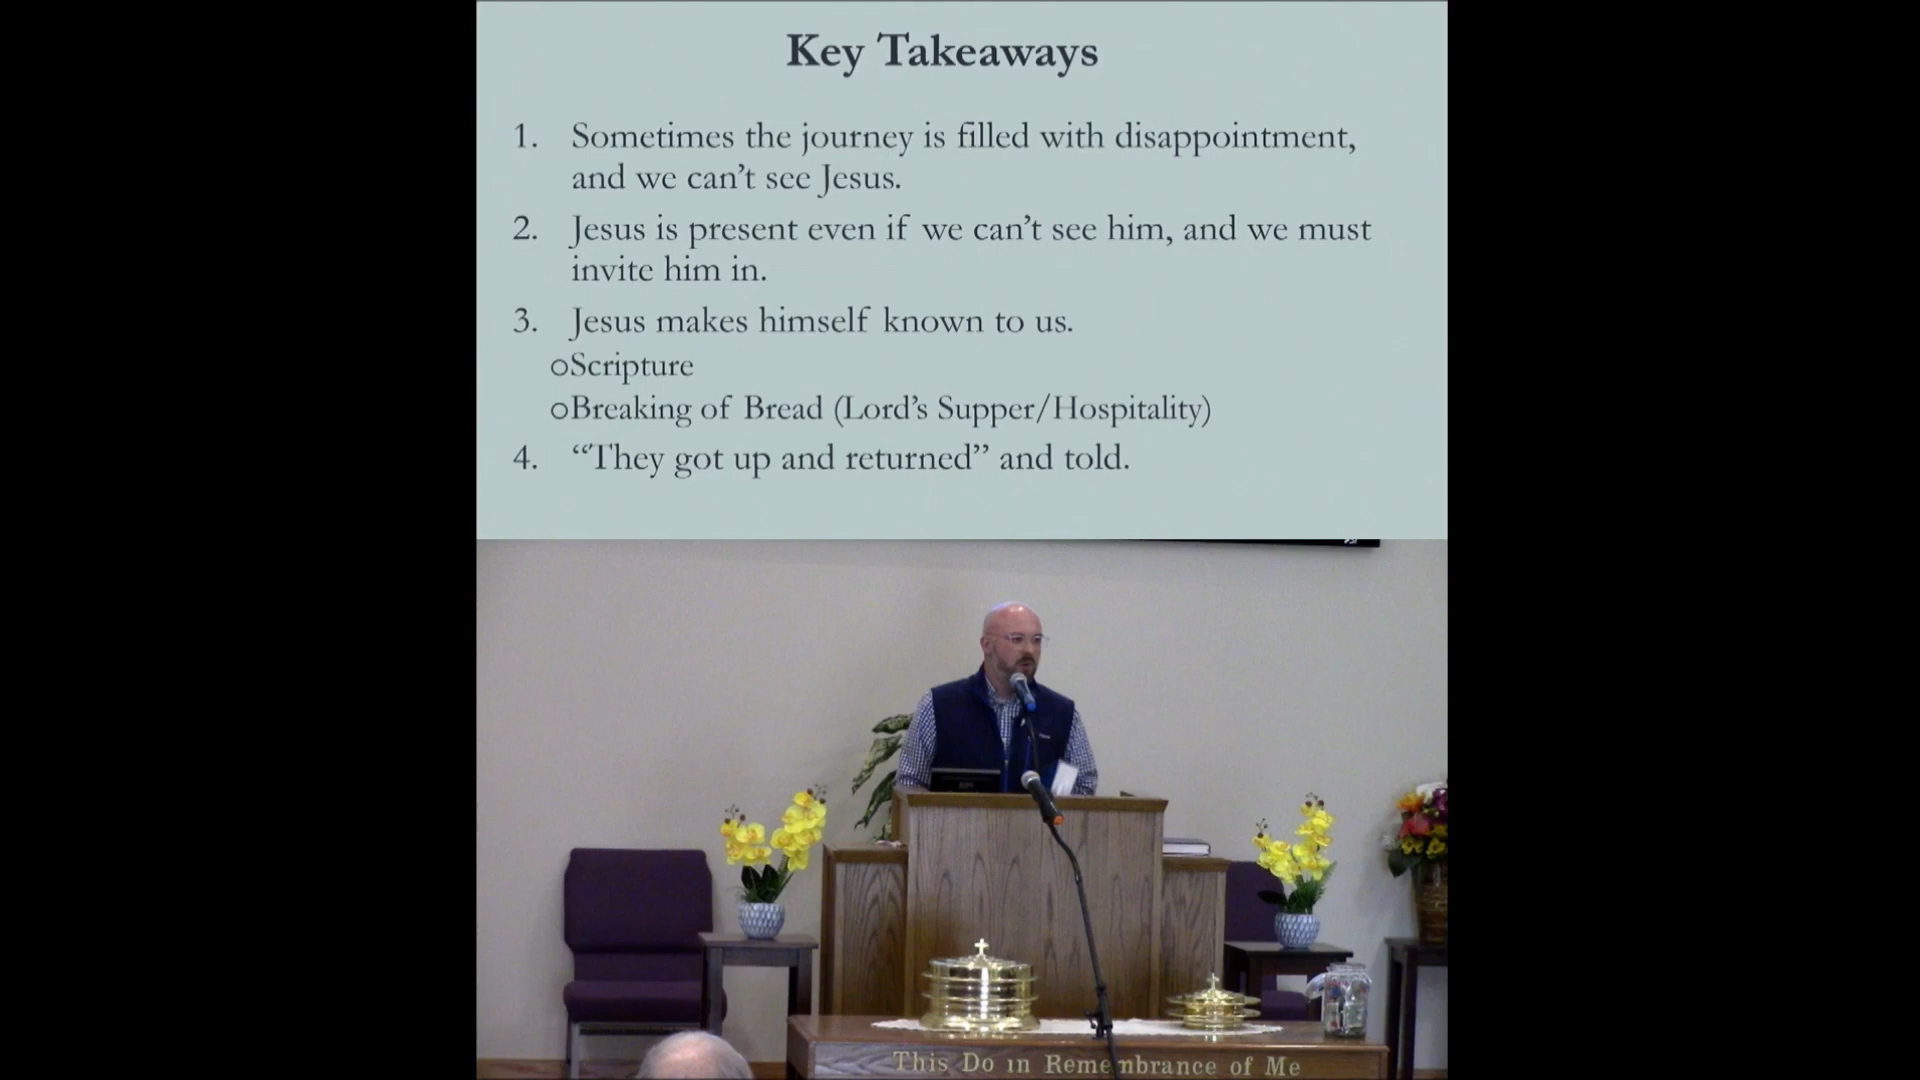 Key Takeaways
1. Sometimes the journey is filled with disappointment,
and we can’t see Jesus.
2. Jesus is present even if we can’t see him, and we must
invite him in.
3. Jesus makes himself known to us.
oScripture
oBreaking of Bread (Lord’s Supper/Hospitality)
4. “They got up and returned” and told.
This Do in Remembrance of Me